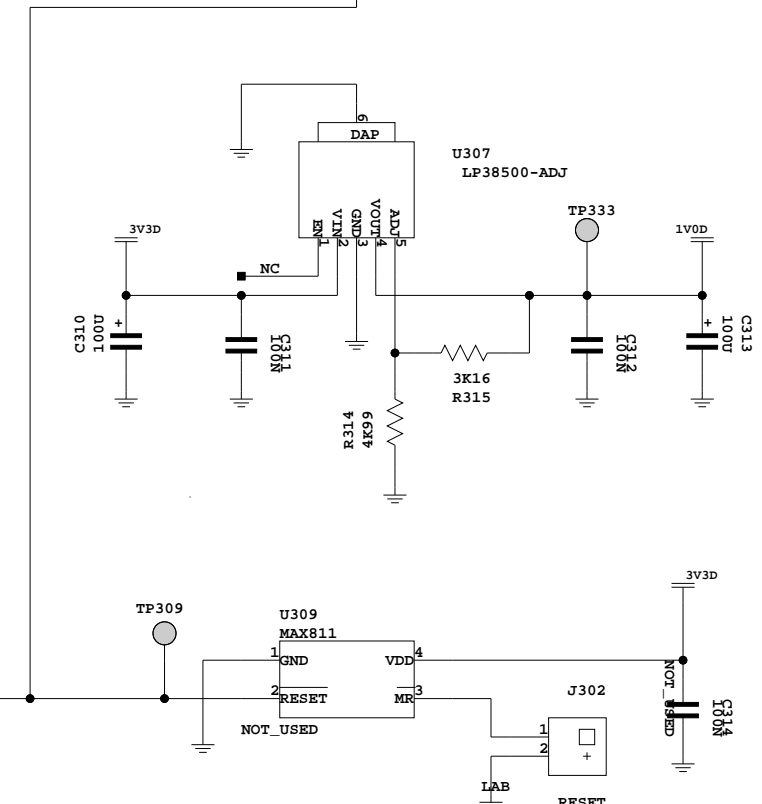 6
DAP
U307
LP38500-ADJ
EN
VIN
GND
VOUT
ADJ
1
2
3
4
5
TP333
3V3D
1V0D
NC
C310
100U
+
C311
100N
C312
100N
+
C313
100U
3K16
R315
R314
4K99
3V3D
TP309
U309
MAX811
1
GND
VDD
4
2
RESET
MR
3
NOT_USED
NOT_USED
C314
100N
J302
1
2
+
LAB
RESET